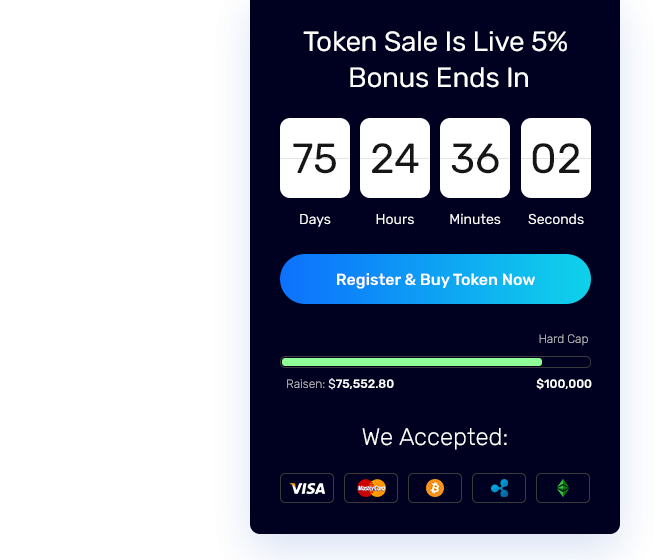 Token Sale Is Live 5%
Bonus Ends In
75 24 36 02
Days Hours Minutes Seconds
Register & Buy Token Now
Hard Cap
Raisen: $75,552.80 $100,000
We Accepted:
VISA MasterCard